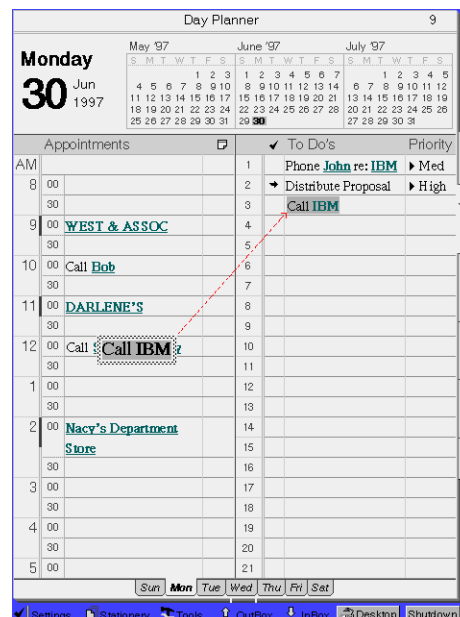 Day Planner 9
Monday
30 Jun
1997
May '97 June '97 July '97
S M T W T F S S M T W T F S S M T W T F S
1 2 3 1 2 3 4 5 6 7 1 2 3 4 5
4 5 6 7 8 9 10 8 9 10 11 12 13 14 6 7 8 9 10 11 12
11 12 13 14 15 16 17 15 16 17 18 19 20 21 13 14 15 16 17 18 19
18 19 20 21 22 23 24 22 23 24 25 26 27 28 20 21 22 23 24 25 26
25 26 27 28 29 30 31 29 30 27 28 29 30 31
Appointments To Do's Priority
AM 1 Phone John re: IBM Med
8 00 2 Distribute Proposal High
30 3 Call IBM
9 00 WEST & ASSOC 4
30 5
10 00 Call Bob 6
30 7
11 00 DARLENE'S 8
30 9
12 00 Call Call IBM 10
30 11
1 00 12
30 13
2 00 Nacy's Department 14
Store 15
30 16
3 00 17
30 18
4 00 19
30 20
5 00 21
Sun Mon Tue Wed Thu Fri Sat
Settings Stationery Tools OutBox InBox Desktop Shutdown